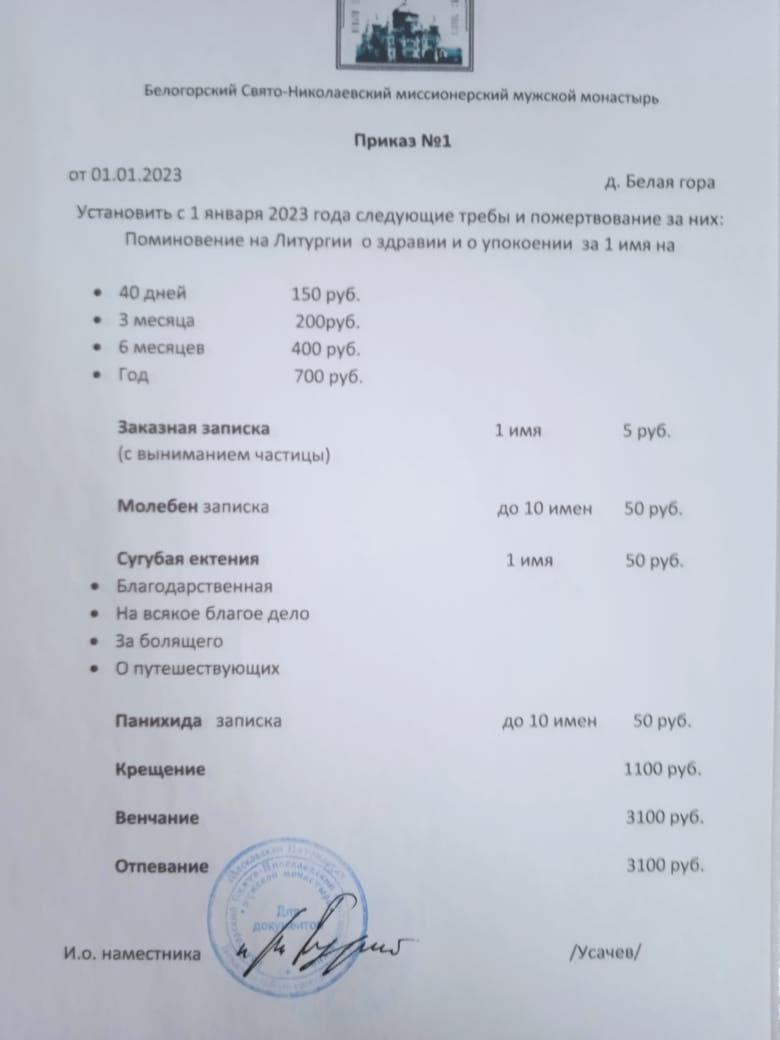 Белогорский Свято-Николаевский миссионерский мужской монастырь
Приказ №1
от 01.01.2023 д. Белая гора
Установить с 1 января 2023 года следующие требы и пожертвование за них:
Поминовение на Литургии о здравии и о упокоении за 1 имя на
• 40 дней 150 руб.
• 3 месяца 200руб.
• 6 месяцев 400 руб.
• Год 700 руб.
Заказная записка 1 имя 5 руб.
(с выниманием частицы)
Молебен записка до 10 имен 50 руб.
Сугубая ектения 1 имя 50 руб.
• Благодарственная
• На всякое благое дело
• За болящего
• О путешествующих
Панихида записка до 10 имен 50 руб.
Крещение 1100 руб.
Венчание 3100 руб.
Отпевание 3100 руб.
Для
документов
И.о. наместника /Усачев/